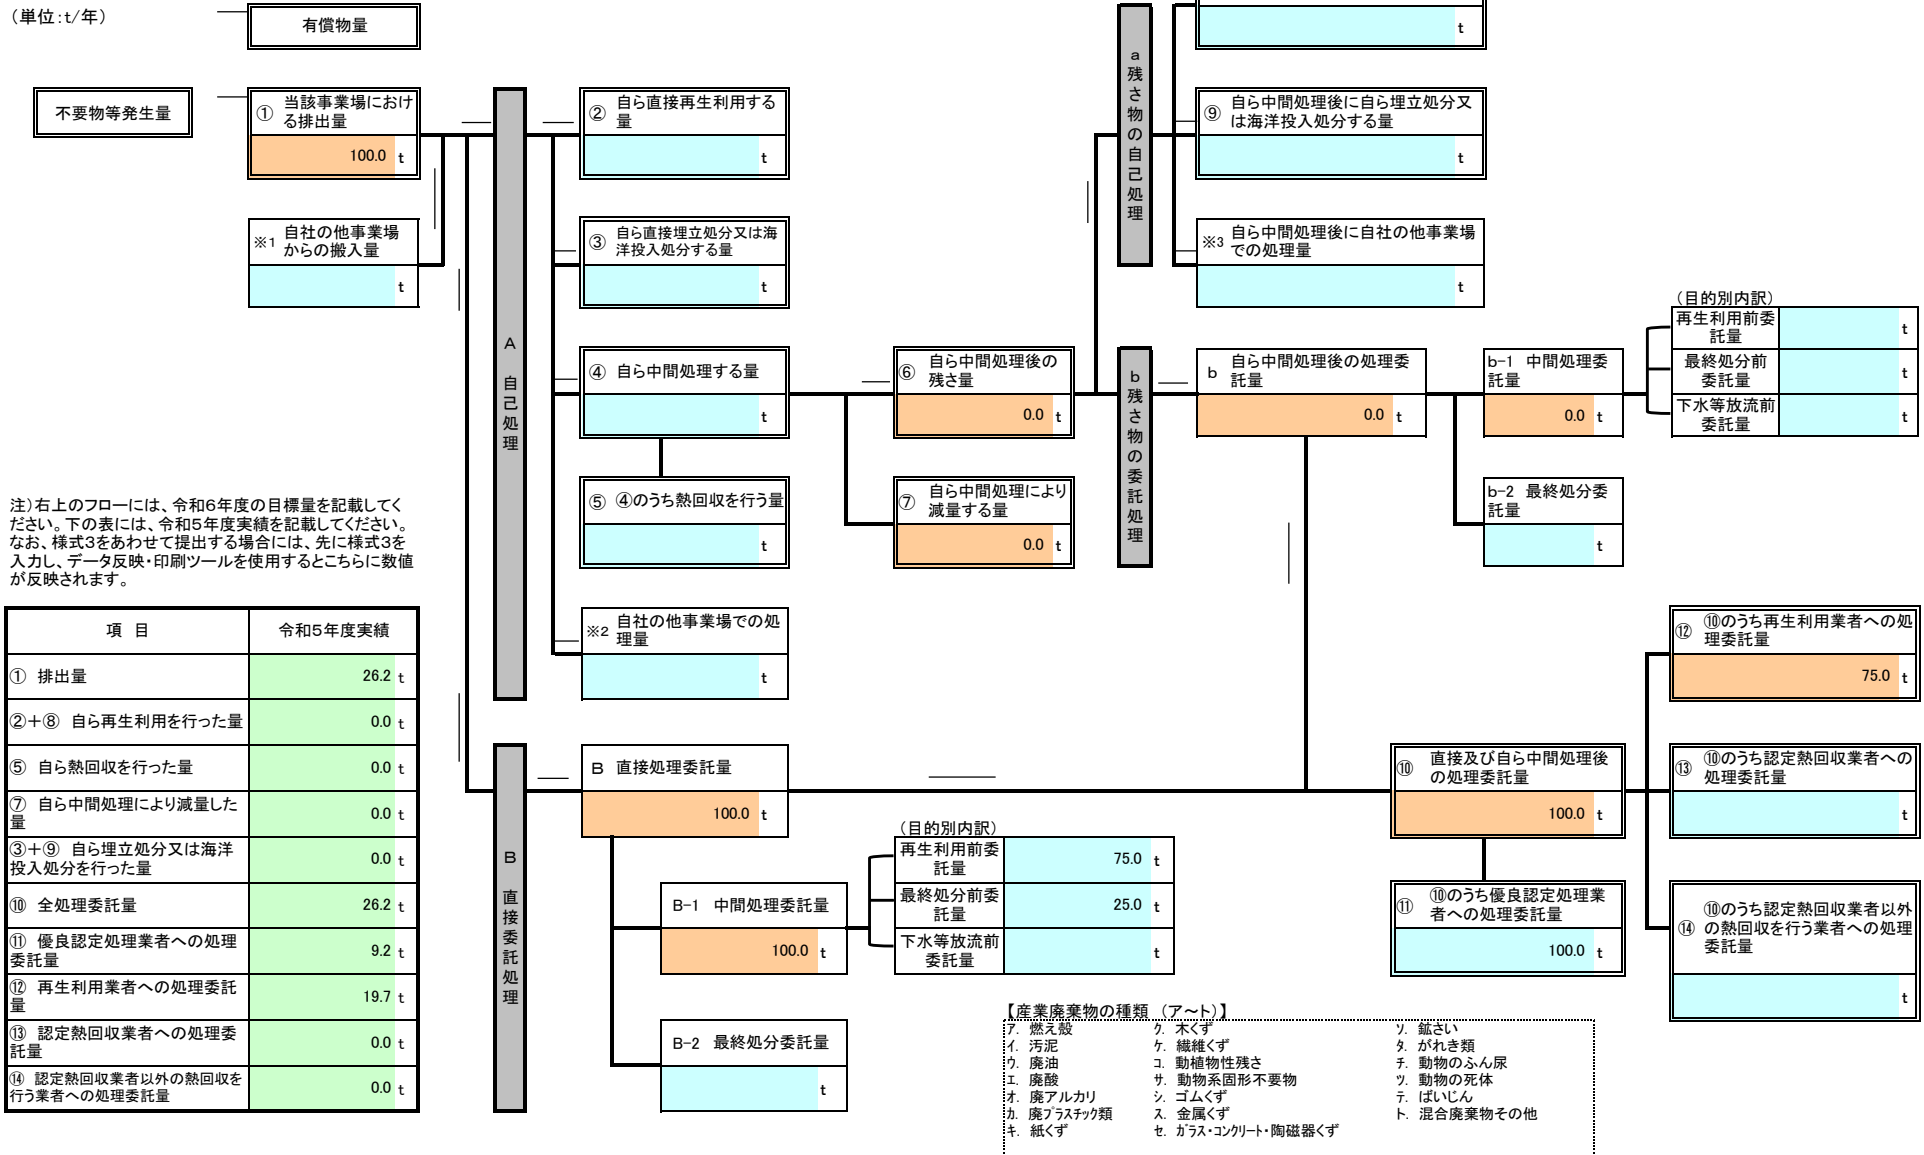 (単位:t/年)
有償物量
t
不要物等発生量
① 当該事業場におけ
る排出量
100.0 t
※1 自社の他事業場
からの搬入量
t
A
自己処理
② 自ら直接再生利用する
量
t
③ 自ら直接埋立処分又は海
洋投入処分する量
t
④ 自ら中間処理する量
t
⑤ ④のうち熱回収を行う量
t
※2 自社の他事業場での処
理量
t
⑥ 自ら中間処理後の
残さ量
0.0 t
⑦ 自ら中間処理により
減量する量
0.0 t
a
残さ物の自己処理
⑨ 自ら中間処理後に自ら埋立処分又
は海洋投入処分する量
t
※3 自ら中間処理後に自社の他事業場
での処理量
t
b
残さ物の委託処理
b 自ら中間処理後の処理委
託量
0.0 t
b-1 中間処理委
託量
0.0 t
b-2 最終処分委
託量
t
(目的別内訳)
再生利用前委
託量
t
最終処分前
委託量
t
下水等放流前
委託量
t
注)右上のフローには、令和6年度の目標量を記載してく
ださい。下の表には、令和5年度実績を記載してください。
なお、様式3をあわせて提出する場合には、先に様式3を
入力し、データ反映・印刷ツールを使用するとこちらに数値
が反映されます。
項 目 令和5年度実績
① 排出量 26.2 t
②+⑧ 自ら再生利用を行った量 0.0 t
⑤ 自ら熱回収を行った量 0.0 t
⑦ 自ら中間処理により減量した
量 0.0 t
③+⑨ 自ら埋立処分又は海洋
投入処分を行った量 0.0 t
⑩ 全処理委託量 26.2 t
⑪ 優良認定処理業者への処理
委託量 9.2 t
⑫ 再生利用業者への処理委託
量 19.7 t
⑬ 認定熱回収業者への処理委
託量 0.0 t
⑭ 認定熱回収業者以外の熱回収を
行う業者への処理委託量 0.0 t
B
直接委託処理
B 直接処理委託量
100.0 t
B-1 中間処理委託量
100.0 t
B-2 最終処分委託量
t
(目的別内訳)
再生利用前委
託量
75.0 t
最終処分前委
託量
25.0 t
下水等放流前
委託量
t
⑩ 直接及び自ら中間処理後
の処理委託量
100.0 t
⑪ ⑩のうち優良認定処理業
者への処理委託量
100.0 t
⑫ ⑩のうち再生利用業者への処
理委託量
75.0 t
⑬ ⑩のうち認定熱回収業者への
処理委託量
t
⑭ ⑩のうち認定熱回収業者以外
の熱回収を行う業者への処理
委託量
t
【産業廃棄物の種類 (ア~ト)】
ア. 燃え殻
イ. 汚泥
ウ. 廃油
エ. 廃酸
オ. 廃アルカリ
カ. 廃プラスチック類
キ. 紙くず
ク. 木くず
ケ. 繊維くず
コ. 動植物性残さ
サ. 動物系固形不要物
シ. ゴムくず
ス. 金属くず
セ. ガラス・コンクリート・陶磁器くず
ソ. 鉱さい
タ. がれき類
チ. 動物のふん尿
ツ. 動物の死体
テ. ばいじん
ト. 混合廃棄物その他